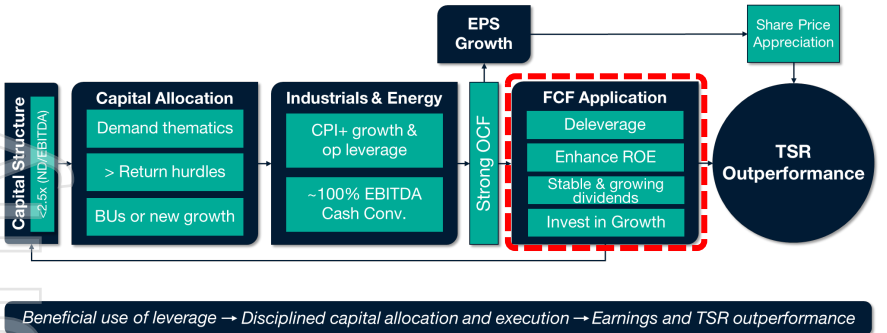 EPS
Growth
Share Price
Appreciation
Capital Structure
<2.5x (ND/EBITDA)
Capital Allocation
Demand thematics
> Return hurdles
BUs or new growth
Industrials & Energy
CPI+ growth &
op leverage
~100% EBITDA
Cash Conv.
Strong OCF
FCF Application
Deleverage
Enhance ROE
Stable & growing
dividends
Invest in Growth
TSR
Outperformance
Beneficial use of leverage → Disciplined capital allocation and execution → Earnings and TSR outperformance